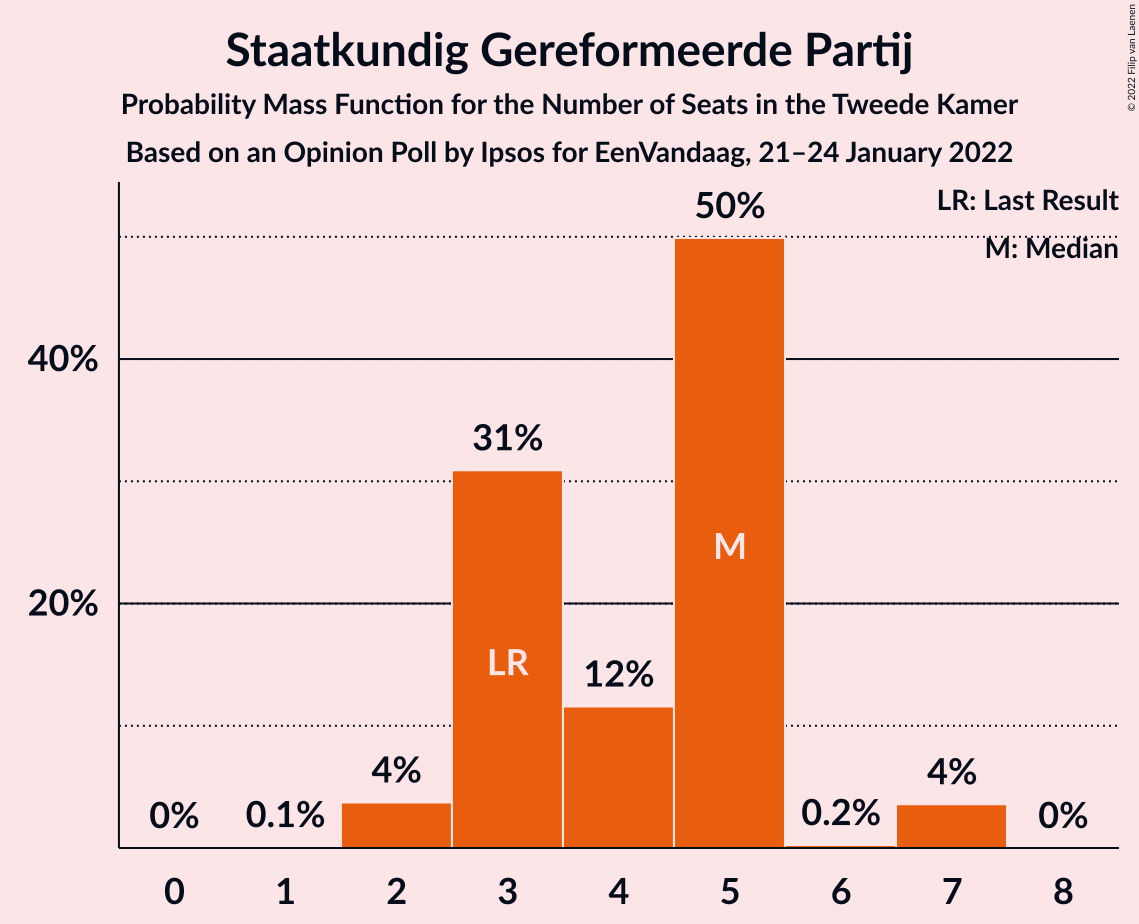 Staatkundig Gereformeerde Partij
Probability Mass Function for the Number of Seats in the Tweede Kamer
Based on an Opinion Poll by Ipsos for EenVandaag, 21–24 January 2022
© 2022 Filip van Laenen
LR: Last Result
M: Median
50%
40%
31%
M
20%
LR
12%
4%
4%
0%
0.1%
0.2%
0%
0 1 2 3 4 5 6 7 8